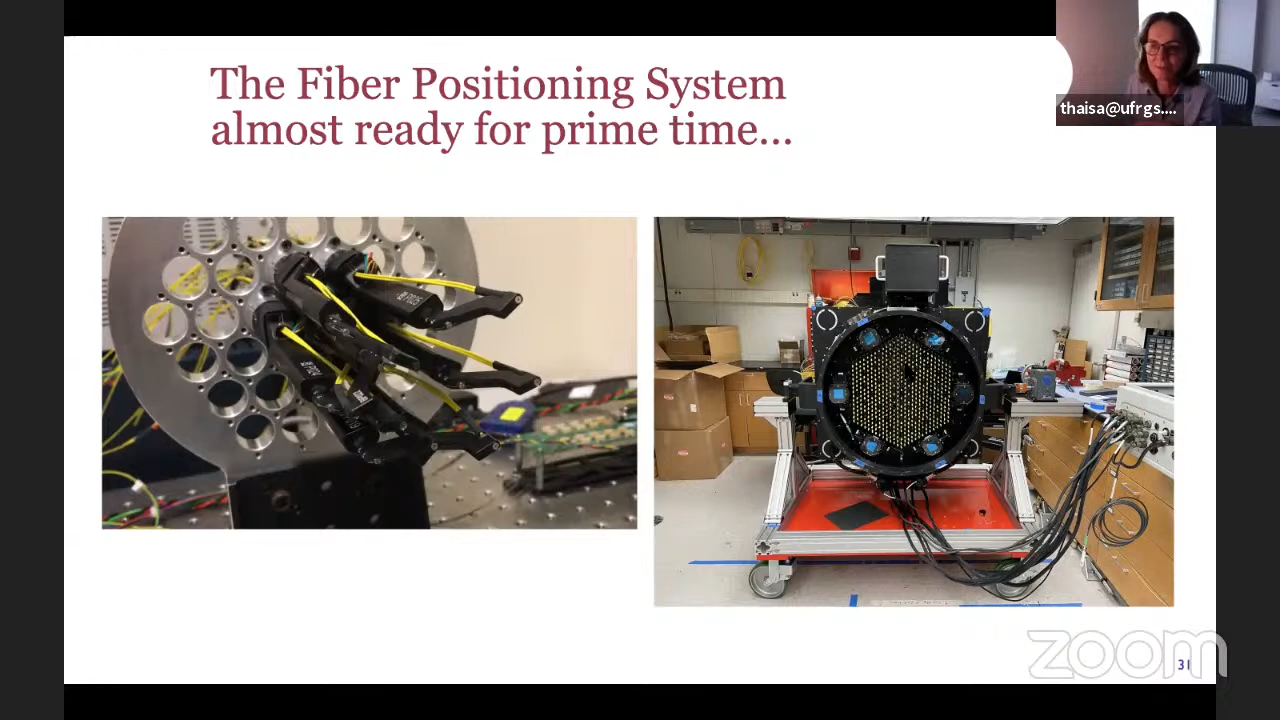 The Fiber Positioning System
almost ready for prime time...
thaisa@ufrgs....
zoom
31